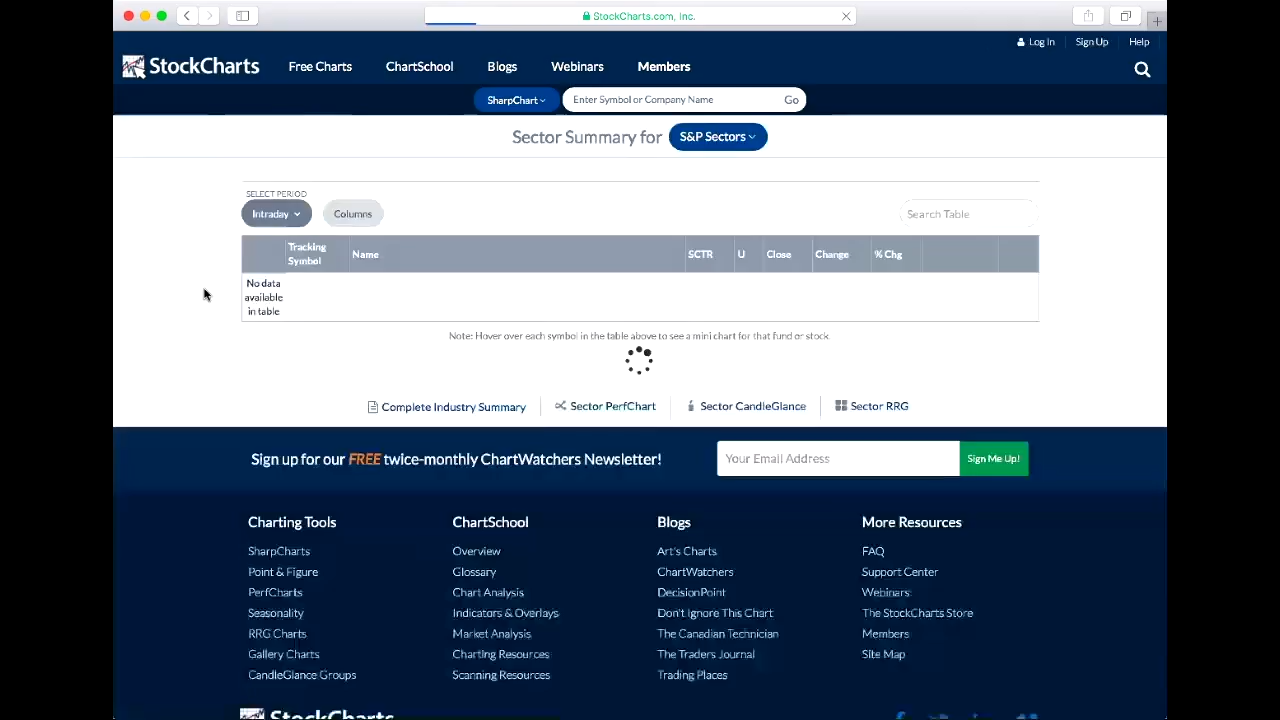 StockCharts.com, Inc.
Log In
Sign Up
Help
StockCharts
Free Charts
ChartSchool
Blogs
Webinars
Members
SharpChart
Enter Symbol or Company Name
Go
Sector Summary for
S&P Sectors
SELECT PERIOD
Intraday
Columns
Search Table
Tracking
Symbol
Name
SCTR
U
Close
Change
% Chg
No data
available
in table
Note: Hover over each symbol in the table above to see a mini chart for that fund or stock.
Complete Industry Summary
Sector PerfChart
Sector CandleGlance
Sector RRG
Sign up for our FREE twice-monthly ChartWatchers Newsletter!
Your Email Address
Sign Me Up!
Charting Tools
SharpCharts
Point & Figure
PerfCharts
Seasonality
RRG Charts
Gallery Charts
CandleGlance Groups
ChartSchool
Overview
Glossary
Chart Analysis
Indicators & Overlays
Market Analysis
Charting Resources
Scanning Resources
Blogs
Art's Charts
ChartWatchers
DecisionPoint
Don't Ignore This Chart
The Canadian Technician
The Traders Journal
Trading Places
More Resources
FAQ
Support Center
Webinars
The StockCharts Store
Members
Site Map
StockCharts